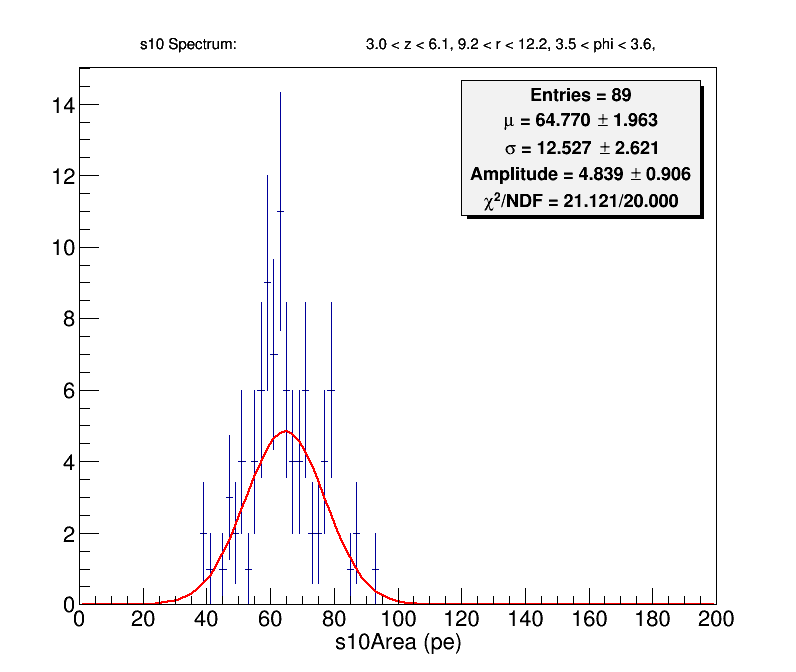 s10 Spectrum: 3.0 < z < 6.1, 9.2 < r < 12.2, 3.5 < phi < 3.6,
Entries = 89
μ = 64.770 ± 1.963
σ = 12.527 ± 2.621
Amplitude = 4.839 ± 0.906
χ²/NDF = 21.121/20.000
14
12
10
8
6
4
2
0
0 20 40 60 80 100 120 140 160 180 200
s10Area (pe)